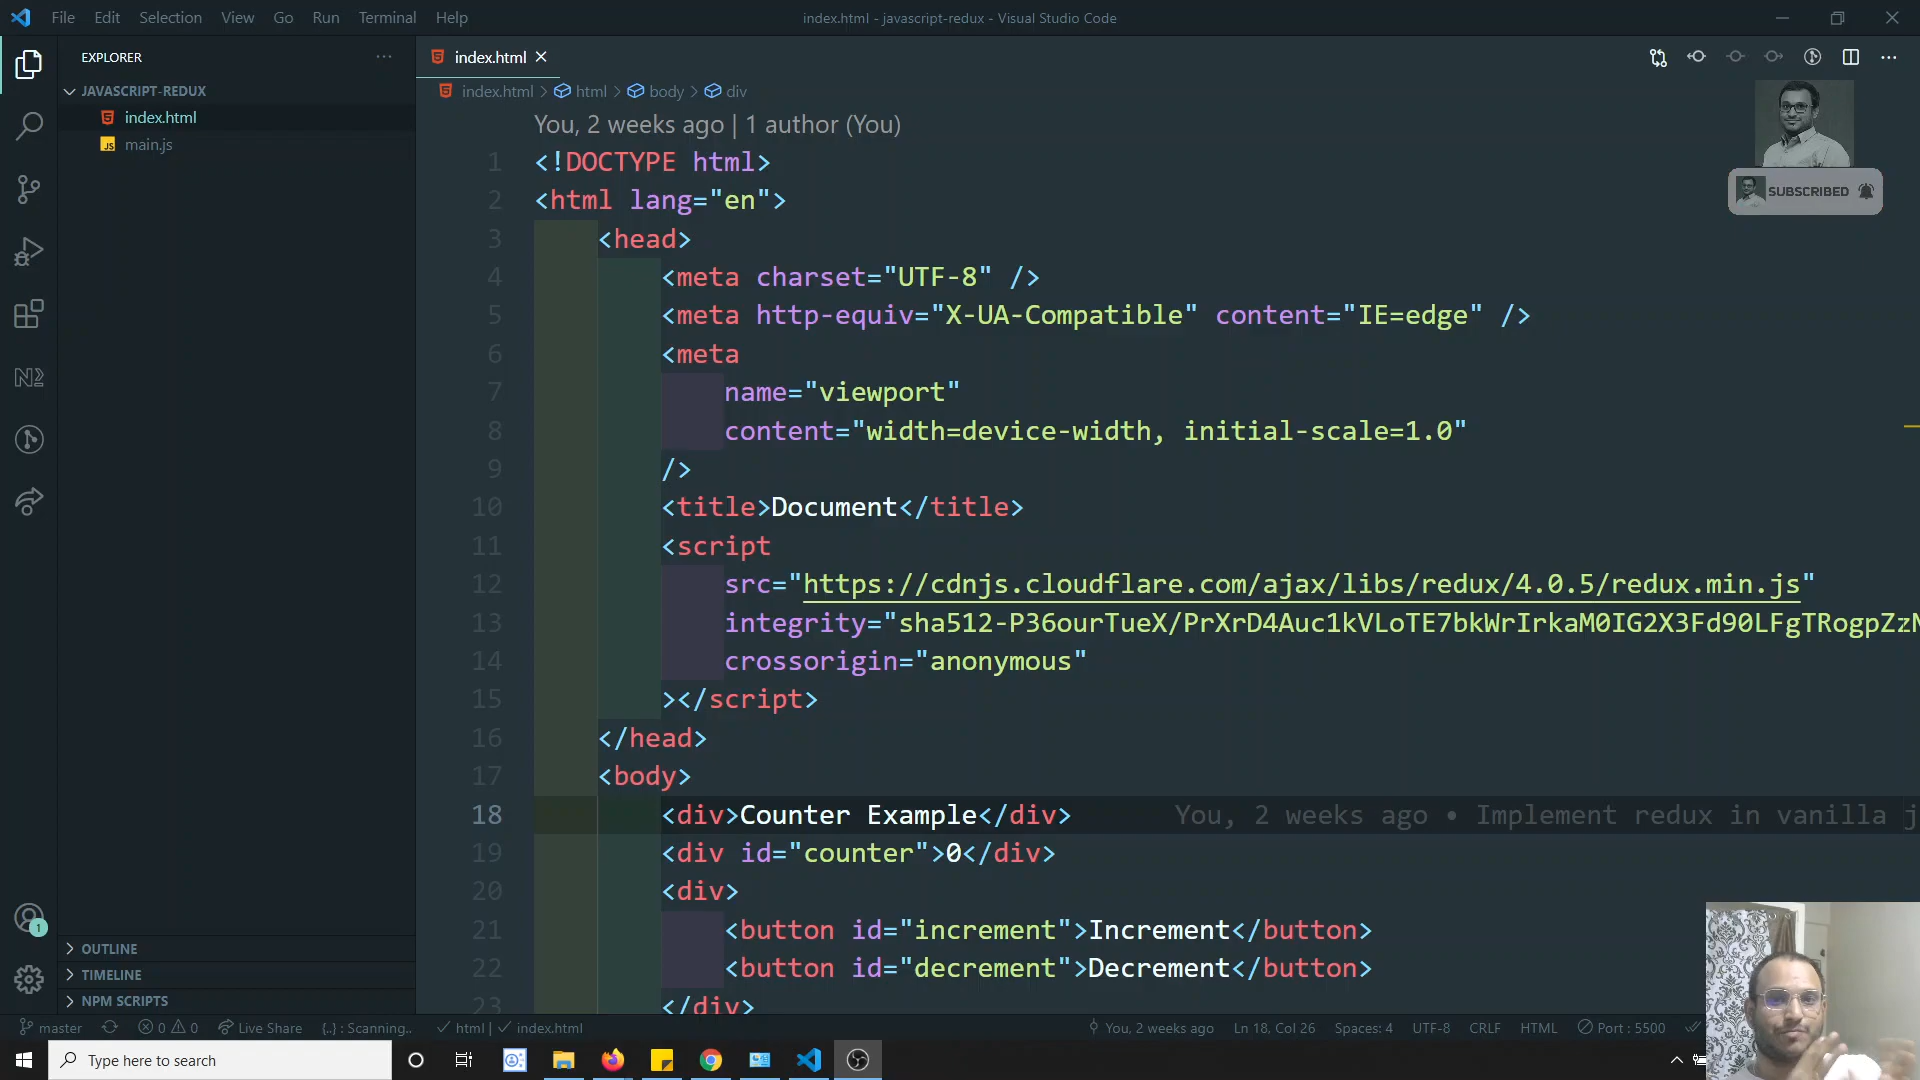 File Edit Selection View Go Run Terminal Help
index.html - javascript-redux - Visual Studio Code
EXPLORER
JAVASCRIPT-REDUX
index.html
main.js
index.html
index.html > html > body > div
You, 2 weeks ago | 1 author (You)
SUBSCRIBED
1 <!DOCTYPE html>
2 <html lang="en">
3 <head>
4 <meta charset="UTF-8" />
5 <meta http-equiv="X-UA-Compatible" content="IE=edge" />
6 <meta
7 name="viewport"
8 content="width=device-width, initial-scale=1.0"
9 />
10 <title>Document</title>
11 <script
12 src="https://cdnjs.cloudflare.com/ajax/libs/redux/4.0.5/redux.min.js"
13 integrity="sha512-P36ourTueX/PrXrD4Auc1kVLoTE7bkWrIrkaM0IG2X3Fd90LFgTRogpZzN
14 crossorigin="anonymous"
15 ></script>
16 </head>
17 <body>
18 <div>Counter Example</div> You, 2 weeks ago • Implement redux in vanilla j
19 <div id="counter">0</div>
20 <div>
21 <button id="increment">Increment</button>
22 <button id="decrement">Decrement</button>
23 </div>
OUTLINE
TIMELINE
NPM SCRIPTS
1
master 0 0 Live Share {..} : Scanning.. html | index.html You, 2 weeks ago Ln 18, Col 26 Spaces: 4 UTF-8 CRLF HTML Port : 5500
Type here to search